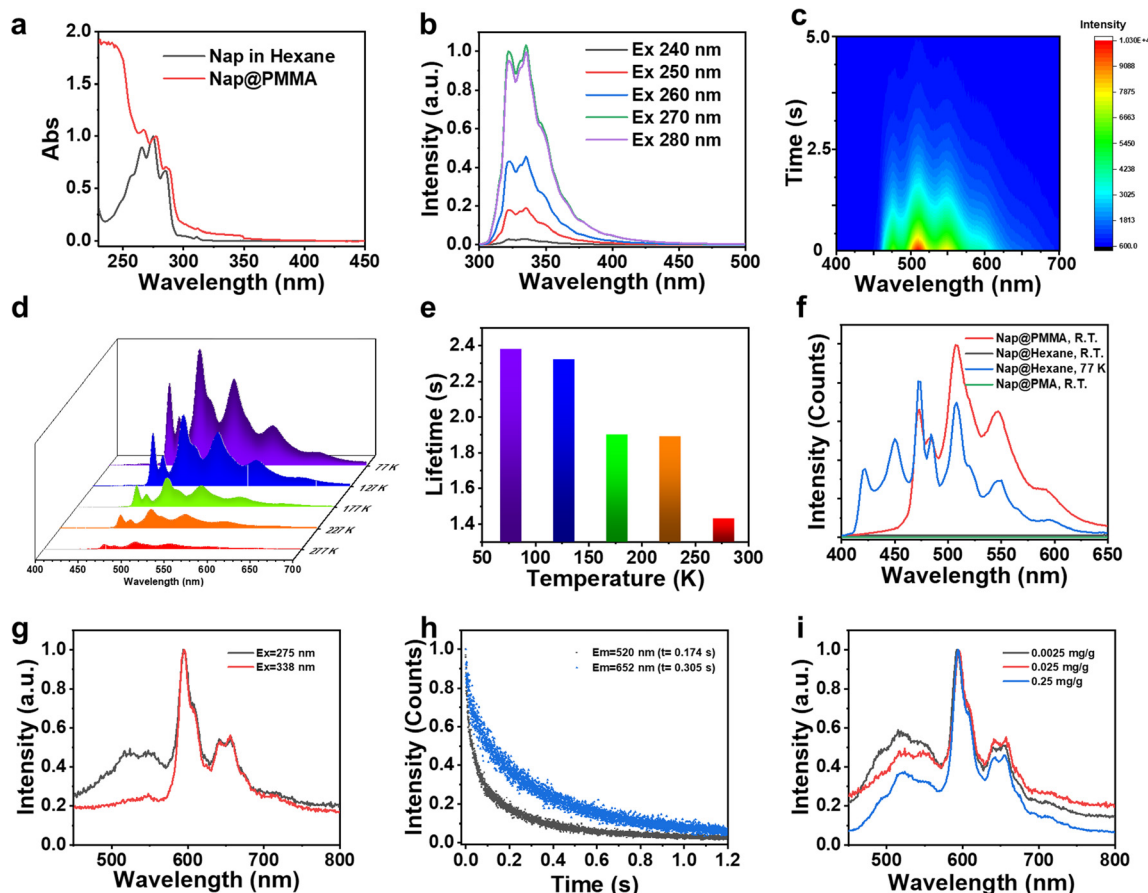 a
2.0
1.5
1.0
0.5
0.0
Abs
Nap in Hexane
Nap@PMMA
250 300 350 400 450
Wavelength (nm)
b
1.0
0.8
0.6
0.4
0.2
0.0
Intensity (a.u.)
Ex 240 nm
Ex 250 nm
Ex 260 nm
Ex 270 nm
Ex 280 nm
300 350 400 450 500
Wavelength (nm)
c
5.0
2.5
0
Time (s)
400 500 600 700
Wavelength (nm)
Intensity
1.030E+4
9088
7875
6663
5450
4238
3025
1813
600.0
d
77 K
127 K
177 K
227 K
277 K
400 450 500 550 600 650 700
Wavelength (nm)
e
2.4
2.2
2.0
1.8
1.6
1.4
Lifetime (s)
50 100 150 200 250 300
Temperature (K)
f
Intensity (Counts)
Nap@PMMA, R.T.
Nap@Hexane, R.T.
Nap@Hexane, 77 K
Nap@PMA, R.T.
400 450 500 550 600 650
Wavelength (nm)
g
1.0
0.8
0.6
0.4
0.2
0.0
Intensity (a.u.)
Ex=275 nm
Ex=338 nm
500 600 700 800
Wavelength (nm)
h
Intensity (Counts)
Em=520 nm (t= 0.174 s)
Em=652 nm (t= 0.305 s)
0.0 0.2 0.4 0.6 0.8 1.0 1.2
Time (s)
i
1.0
0.8
0.6
0.4
0.2
0.0
Intensity (a.u.)
0.0025 mg/g
0.025 mg/g
0.25 mg/g
500 600 700 800
Wavelength (nm)